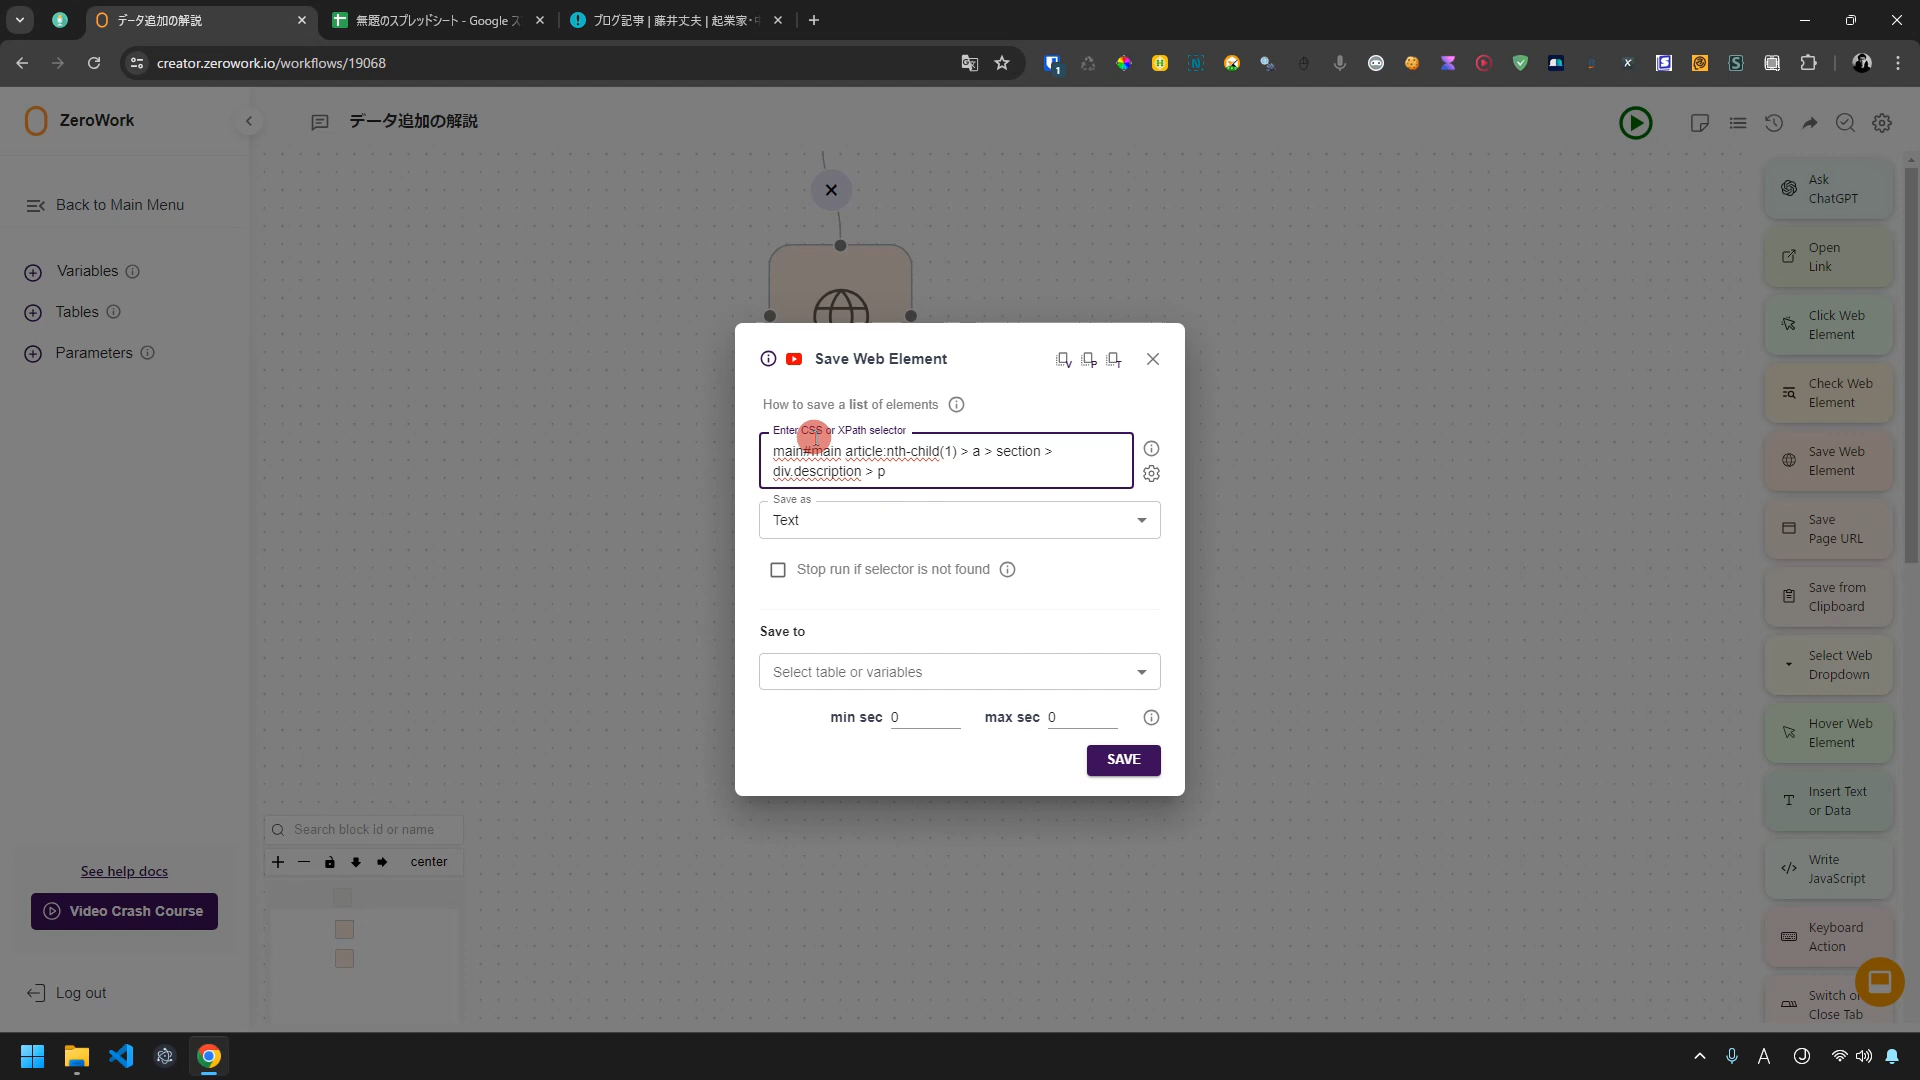 データ追加の解説
無題のスプレッドシート - Google ス
ブログ記事 | 藤井丈夫 | 起業家・
creator.zerowork.io/workflows/19068
1
ZeroWork
データ追加の解説
Back to Main Menu
Variables
Tables
Parameters
Save Web Element
V
P
T
How to save a list of elements
Enter CSS or XPath selector
main#main article:nth-child(1) > a > section >
div.description > p
Save as
Text
Stop run if selector is not found
Save to
Select table or variables
min sec 0
max sec 0
SAVE
Ask
ChatGPT
Open
Link
Click Web
Element
Check Web
Element
Save Web
Element
Save
Page URL
Save from
Clipboard
Select Web
Dropdown
Hover Web
Element
Insert Text
or Data
Write
JavaScript
Keyboard
Action
Switch or
Close Tab
Search block id or name
center
See help docs
Video Crash Course
Log out
A